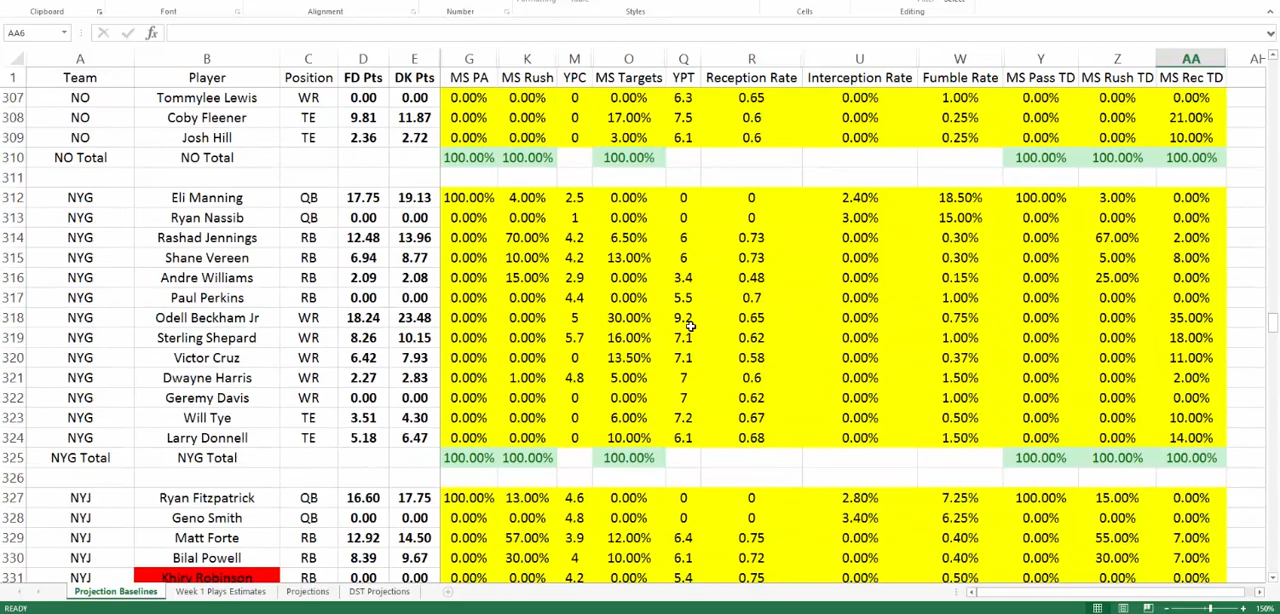 Clipboard Font Alignment Number Styles Cells Editing
AA6 fx
A B C D E G K M O Q R U W Y Z AA AH
1 Team Player Position FD Pts DK Pts MS PA MS Rush YPC MS Targets YPT Reception Rate Interception Rate Fumble Rate MS Pass TD MS Rush TD MS Rec TD
307 NO Tommylee Lewis WR 0.00 0.00 0.00% 0.00% 0 0.00% 6.3 0.65 0.00% 1.00% 0.00% 0.00% 0.00%
308 NO Coby Fleener TE 9.81 11.87 0.00% 0.00% 0 17.00% 7.5 0.6 0.00% 0.25% 0.00% 0.00% 21.00%
309 NO Josh Hill TE 2.36 2.72 0.00% 0.00% 0 3.00% 6.1 0.6 0.00% 0.25% 0.00% 0.00% 10.00%
310 NO Total NO Total 100.00% 100.00% 100.00% 100.00% 100.00% 100.00%
311
312 NYG Eli Manning QB 17.75 19.13 100.00% 4.00% 2.5 0.00% 0 0 2.40% 18.50% 100.00% 3.00% 0.00%
313 NYG Ryan Nassib QB 0.00 0.00 0.00% 0.00% 1 0.00% 0 0 3.00% 15.00% 0.00% 0.00% 0.00%
314 NYG Rashad Jennings RB 12.48 13.96 0.00% 70.00% 4.2 6.50% 6 0.73 0.00% 0.30% 0.00% 67.00% 2.00%
315 NYG Shane Vereen RB 6.94 8.77 0.00% 10.00% 4.2 13.00% 6 0.73 0.00% 0.30% 0.00% 5.00% 8.00%
316 NYG Andre Williams RB 2.09 2.08 0.00% 15.00% 2.9 0.00% 3.4 0.48 0.00% 0.15% 0.00% 25.00% 0.00%
317 NYG Paul Perkins RB 0.00 0.00 0.00% 0.00% 4.4 0.00% 5.5 0.7 0.00% 1.00% 0.00% 0.00% 0.00%
318 NYG Odell Beckham Jr WR 18.24 23.48 0.00% 0.00% 5 30.00% 9.2 0.65 0.00% 0.75% 0.00% 0.00% 35.00%
319 NYG Sterling Shepard WR 8.26 10.15 0.00% 0.00% 5.7 16.00% 7.1 0.62 0.00% 1.00% 0.00% 0.00% 18.00%
320 NYG Victor Cruz WR 6.42 7.93 0.00% 0.00% 0 13.50% 7.1 0.58 0.00% 0.37% 0.00% 0.00% 11.00%
321 NYG Dwayne Harris WR 2.27 2.83 0.00% 1.00% 4.8 5.00% 7 0.6 0.00% 1.50% 0.00% 0.00% 2.00%
322 NYG Geremy Davis WR 0.00 0.00 0.00% 0.00% 0 0.00% 7 0.62 0.00% 1.00% 0.00% 0.00% 0.00%
323 NYG Will Tye TE 3.51 4.30 0.00% 0.00% 0 6.00% 7.2 0.67 0.00% 0.50% 0.00% 0.00% 10.00%
324 NYG Larry Donnell TE 5.18 6.47 0.00% 0.00% 0 10.00% 6.1 0.68 0.00% 1.50% 0.00% 0.00% 14.00%
325 NYG Total NYG Total 100.00% 100.00% 100.00% 100.00% 100.00% 100.00%
326
327 NYJ Ryan Fitzpatrick QB 16.60 17.75 100.00% 13.00% 4.6 0.00% 0 0 2.80% 7.25% 100.00% 15.00% 0.00%
328 NYJ Geno Smith QB 0.00 0.00 0.00% 0.00% 4.8 0.00% 0 0 3.40% 6.25% 0.00% 0.00% 0.00%
329 NYJ Matt Forte RB 12.92 14.50 0.00% 57.00% 3.9 12.00% 6.4 0.75 0.00% 0.40% 0.00% 55.00% 7.00%
330 NYJ Bilal Powell RB 8.39 9.67 0.00% 30.00% 4 10.00% 6.1 0.72 0.00% 0.40% 0.00% 30.00% 7.00%
331 NYJ Khiry Robinson RB 0.00 0.00 0.00% 0.00% 4.2 0.00% 5.4 0.75 0.00% 0.50% 0.00% 0.00% 0.00%
Projection Baselines Week 1 Plays Estimates Projections DST Projections
READY 150%